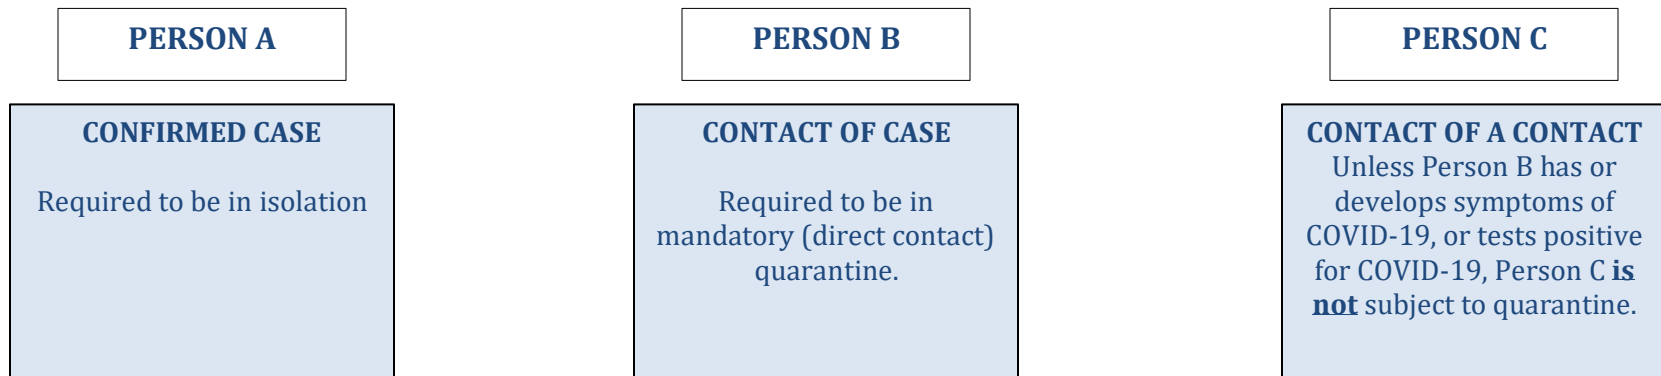 PERSON A
PERSON B
PERSON C
CONFIRMED CASE
Required to be in isolation
CONTACT OF CASE
Required to be in
mandatory (direct contact)
quarantine.
CONTACT OF A CONTACT
Unless Person B has or
develops symptoms of
COVID-19, or tests positive
for COVID-19, Person C is
not subject to quarantine.